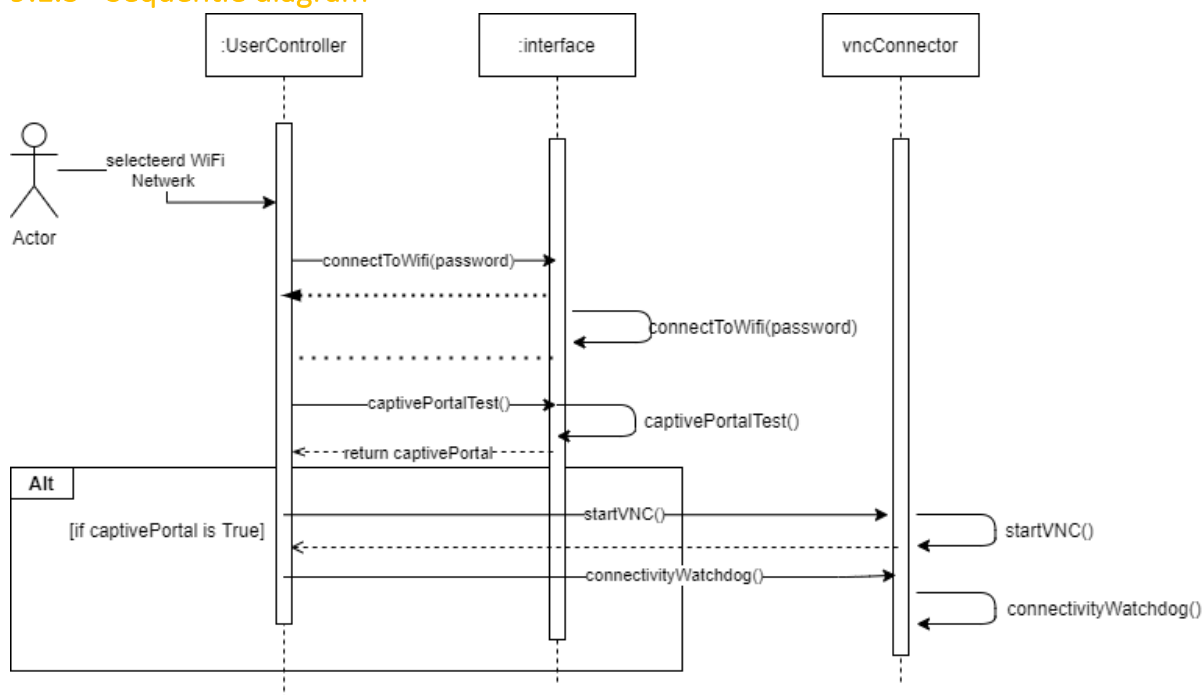 :UserController
:interface
vncConnector
selecteerd WiFi
Netwerk
Actor
connectToWifi(password)
connectToWifi(password)
captivePortalTest()
captivePortalTest()
return captivePortal
Alt
[if captivePortal is True]
startVNC()
startVNC()
connectivityWatchdog()
connectivityWatchdog()